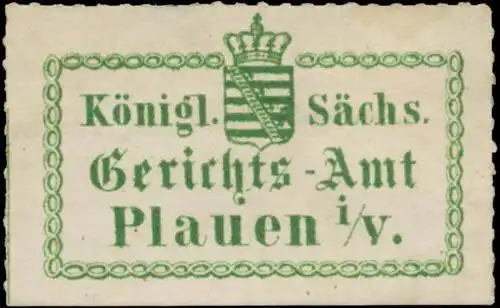 Königl. Sächs.
Gerichts-Amt
Plauen i/v.